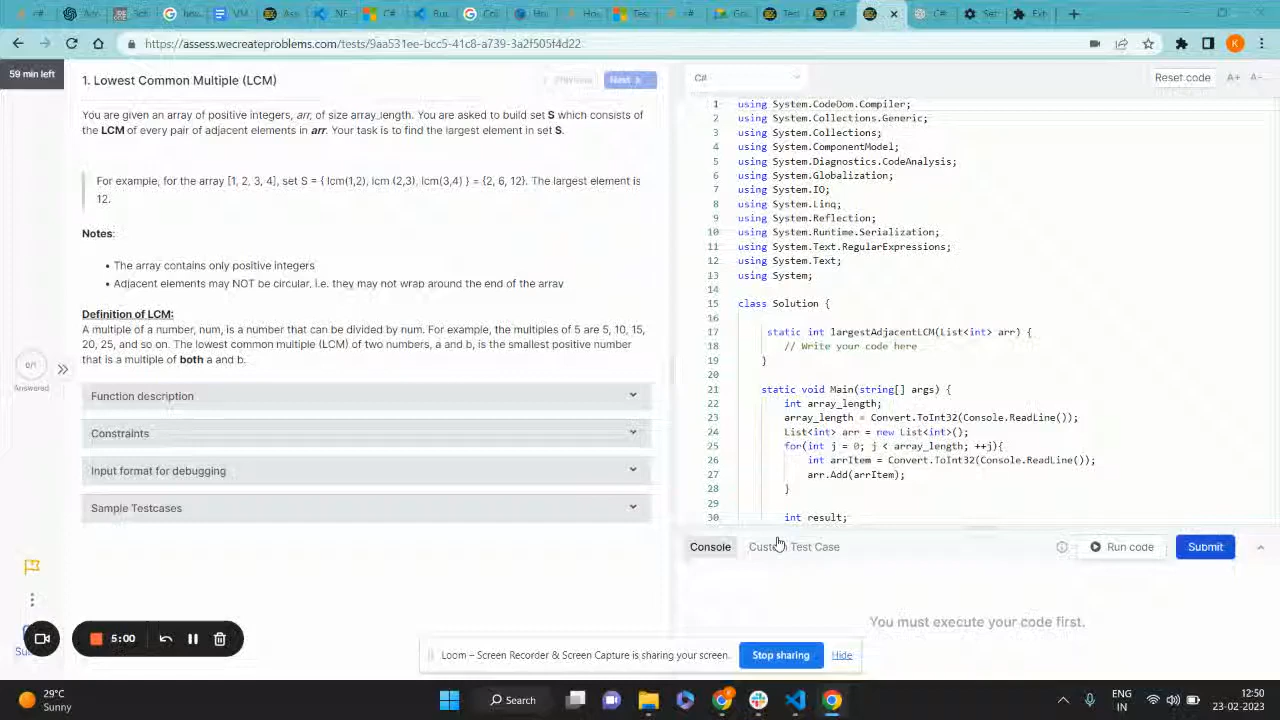 Goo
VM
As
.NE
C#
Bui
Goo
Ho
Ho
Tes
Test
C#
C#
Set
Ext
https://assess.wecreateproblems.com/tests/9aa531ee-bcc5-41c8-a739-3a2f505f4d22
K
59 min left
1. Lowest Common Multiple (LCM)
Previous
Next
C#
Reset code
A+
A-
You are given an array of positive integers, arr, of size array_length. You are asked to build set S which consists of
the LCM of every pair of adjacent elements in arr. Your task is to find the largest element in set S.
For example, for the array [1, 2, 3, 4], set S = { lcm(1,2), lcm (2,3), lcm(3,4) } = {2, 6, 12}. The largest element is
12.
Notes:
• The array contains only positive integers
• Adjacent elements may NOT be circular, i.e. they may not wrap around the end of the array
Definition of LCM:
A multiple of a number, num, is a number that can be divided by num. For example, the multiples of 5 are 5, 10, 15,
20, 25, and so on. The lowest common multiple (LCM) of two numbers, a and b, is the smallest positive number
that is a multiple of both a and b.
0/1
Answered
Function description
Constraints
Input format for debugging
Sample Testcases
1 using System.CodeDom.Compiler;
2 using System.Collections.Generic;
3 using System.Collections;
4 using System.ComponentModel;
5 using System.Diagnostics.CodeAnalysis;
6 using System.Globalization;
7 using System.IO;
8 using System.Linq;
9 using System.Reflection;
10 using System.Runtime.Serialization;
11 using System.Text.RegularExpressions;
12 using System.Text;
13 using System;
14
15 class Solution {
16
17 static int largestAdjacentLCM(List<int> arr) {
18 // Write your code here
19 }
20
21 static void Main(string[] args) {
22 int array_length;
23 array_length = Convert.ToInt32(Console.ReadLine());
24 List<int> arr = new List<int>();
25 for(int j = 0; j < array_length; ++j){
26 int arrItem = Convert.ToInt32(Console.ReadLine());
27 arr.Add(arrItem);
28 }
29
30 int result;
Console
Test Case
Run code
Submit
You must execute your code first.
5:00
Loom – Screen Recorder & Screen Capture is sharing your screen.
Stop sharing
Hide
29°C
Sunny
Search
ENG
IN
12:50
23-02-2023